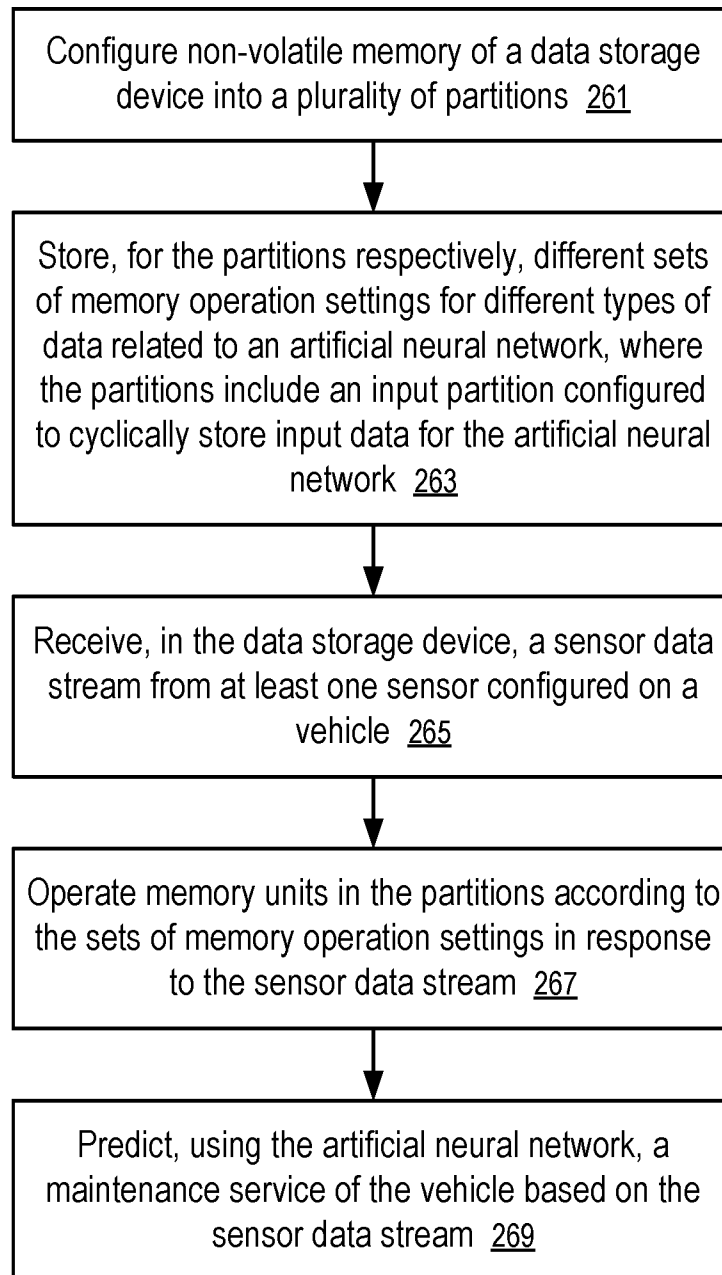 Configure non-volatile memory of a data storage
device into a plurality of partitions 261
Store, for the partitions respectively, different sets
of memory operation settings for different types of
data related to an artificial neural network, where
the partitions include an input partition configured
to cyclically store input data for the artificial neural
network 263
Receive, in the data storage device, a sensor data
stream from at least one sensor configured on a
vehicle 265
Operate memory units in the partitions according to
the sets of memory operation settings in response
to the sensor data stream 267
Predict, using the artificial neural network, a
maintenance service of the vehicle based on the
sensor data stream 269